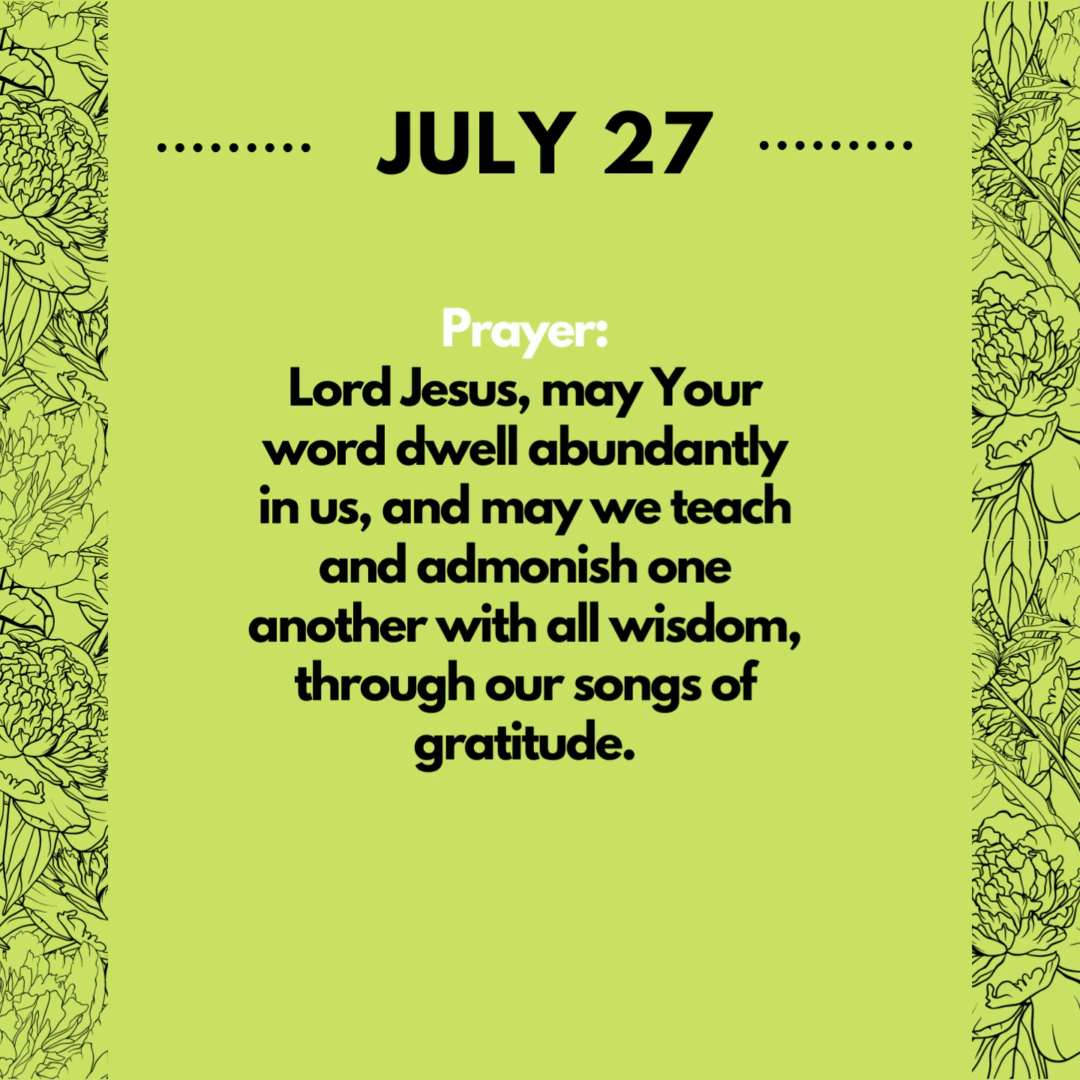 JULY 27
Prayer:
Lord Jesus, may Your
word dwell abundantly
in us, and may we teach
and admonish one
another with all wisdom,
through our songs of
gratitude.